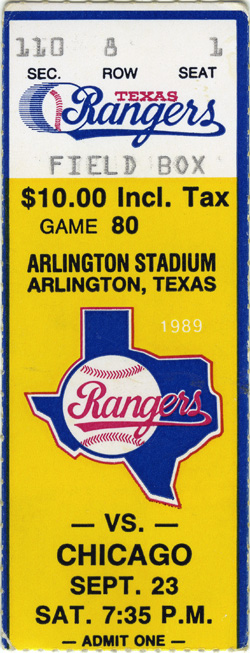 110 8 1
SEC. ROW SEAT
TEXAS
Rangers
FIELD BOX
$10.00 Incl. Tax
GAME 80
ARLINGTON STADIUM
ARLINGTON, TEXAS
1989
Rangers
— VS. —
CHICAGO
SEPT. 23
SAT. 7:35 P.M.
— ADMIT ONE —